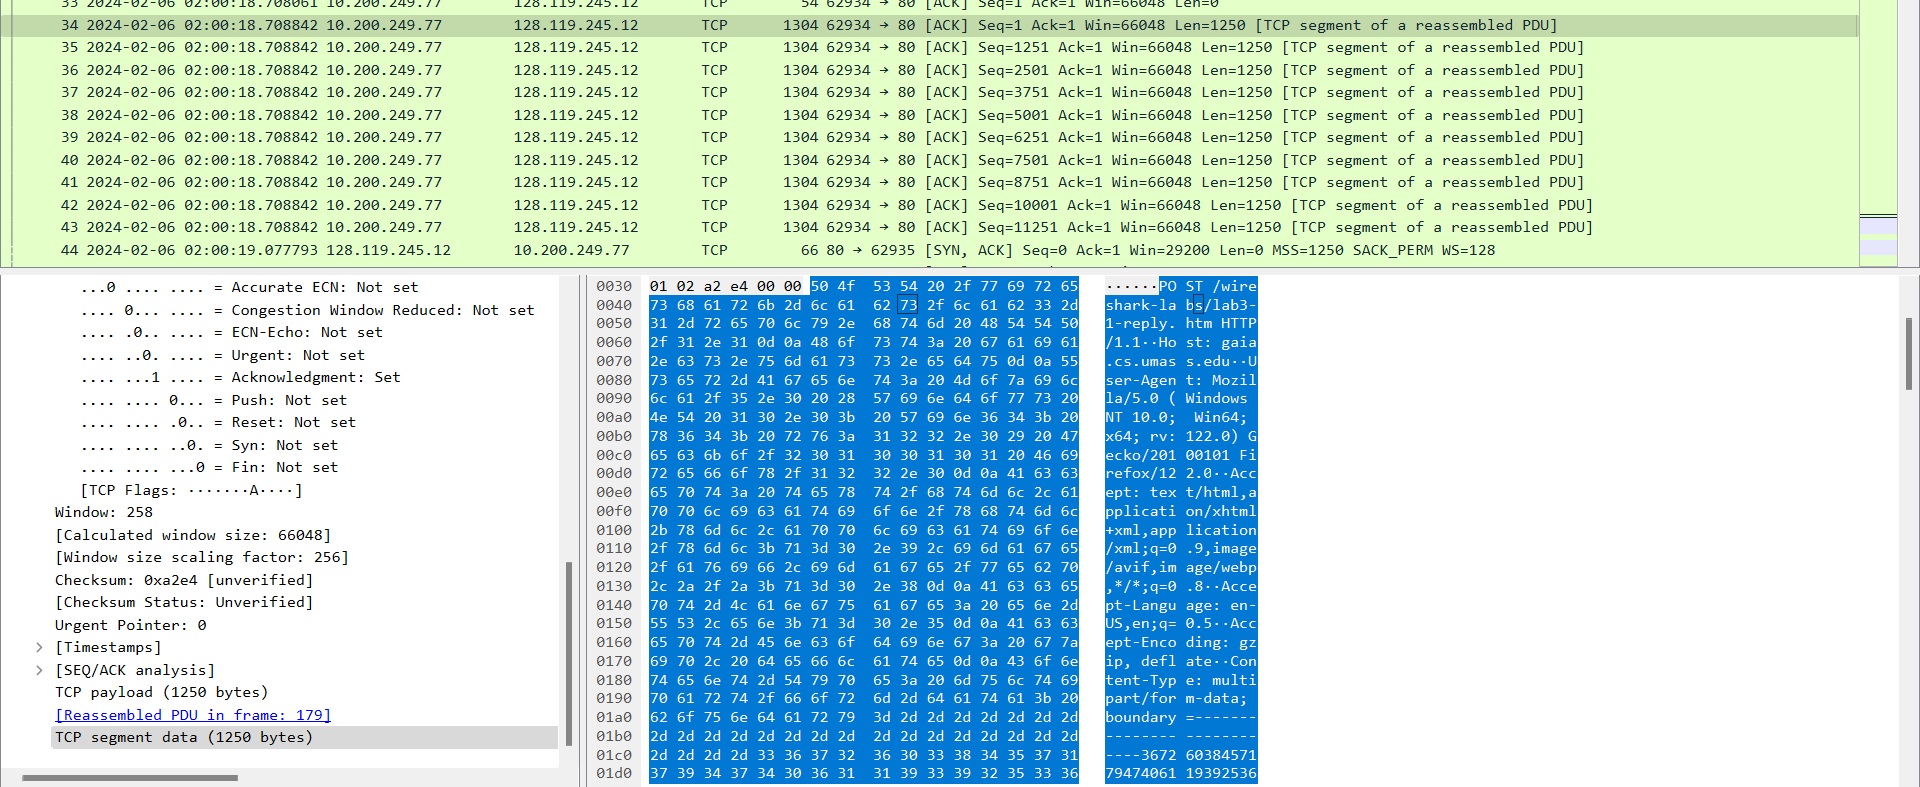 33 2024-02-06 02:00:18.708061 10.200.249.77 128.119.245.12 TCP 54 62934 → 80 [ACK] Seq=1 Ack=1 Win=66048 Len=0
34 2024-02-06 02:00:18.708842 10.200.249.77 128.119.245.12 TCP 1304 62934 → 80 [ACK] Seq=1 Ack=1 Win=66048 Len=1250 [TCP segment of a reassembled PDU]
35 2024-02-06 02:00:18.708842 10.200.249.77 128.119.245.12 TCP 1304 62934 → 80 [ACK] Seq=1251 Ack=1 Win=66048 Len=1250 [TCP segment of a reassembled PDU]
36 2024-02-06 02:00:18.708842 10.200.249.77 128.119.245.12 TCP 1304 62934 → 80 [ACK] Seq=2501 Ack=1 Win=66048 Len=1250 [TCP segment of a reassembled PDU]
37 2024-02-06 02:00:18.708842 10.200.249.77 128.119.245.12 TCP 1304 62934 → 80 [ACK] Seq=3751 Ack=1 Win=66048 Len=1250 [TCP segment of a reassembled PDU]
38 2024-02-06 02:00:18.708842 10.200.249.77 128.119.245.12 TCP 1304 62934 → 80 [ACK] Seq=5001 Ack=1 Win=66048 Len=1250 [TCP segment of a reassembled PDU]
39 2024-02-06 02:00:18.708842 10.200.249.77 128.119.245.12 TCP 1304 62934 → 80 [ACK] Seq=6251 Ack=1 Win=66048 Len=1250 [TCP segment of a reassembled PDU]
40 2024-02-06 02:00:18.708842 10.200.249.77 128.119.245.12 TCP 1304 62934 → 80 [ACK] Seq=7501 Ack=1 Win=66048 Len=1250 [TCP segment of a reassembled PDU]
41 2024-02-06 02:00:18.708842 10.200.249.77 128.119.245.12 TCP 1304 62934 → 80 [ACK] Seq=8751 Ack=1 Win=66048 Len=1250 [TCP segment of a reassembled PDU]
42 2024-02-06 02:00:18.708842 10.200.249.77 128.119.245.12 TCP 1304 62934 → 80 [ACK] Seq=10001 Ack=1 Win=66048 Len=1250 [TCP segment of a reassembled PDU]
43 2024-02-06 02:00:18.708842 10.200.249.77 128.119.245.12 TCP 1304 62934 → 80 [ACK] Seq=11251 Ack=1 Win=66048 Len=1250 [TCP segment of a reassembled PDU]
44 2024-02-06 02:00:19.077793 128.119.245.12 10.200.249.77 TCP 66 80 → 62935 [SYN, ACK] Seq=0 Ack=1 Win=29200 Len=0 MSS=1250 SACK_PERM WS=128
...0 .... .... = Accurate ECN: Not set
.... 0... .... = Congestion Window Reduced: Not set
.... .0.. .... = ECN-Echo: Not set
.... ..0. .... = Urgent: Not set
.... ...1 .... = Acknowledgment: Set
.... .... 0... = Push: Not set
.... .... .0.. = Reset: Not set
.... .... ..0. = Syn: Not set
.... .... ...0 = Fin: Not set
[TCP Flags: ·······A····]
Window: 258
[Calculated window size: 66048]
[Window size scaling factor: 256]
Checksum: 0xa2e4 [unverified]
[Checksum Status: Unverified]
Urgent Pointer: 0
[Timestamps]
[SEQ/ACK analysis]
TCP payload (1250 bytes)
[Reassembled PDU in frame: 179]
TCP segment data (1250 bytes)
0030 01 02 a2 e4 00 00 50 4f 53 54 20 2f 77 69 72 65 ······PO ST /wire
0040 73 68 61 72 6b 2d 6c 61 62 73 2f 6c 61 62 33 2d shark-la bs/lab3-
0050 31 2d 72 65 70 6c 79 2e 68 74 6d 20 48 54 54 50 1-reply. htm HTTP
0060 2f 31 2e 31 0d 0a 48 6f 73 74 3a 20 67 61 69 61 /1.1··Ho st: gaia
0070 2e 63 73 2e 75 6d 61 73 73 2e 65 64 75 0d 0a 55 .cs.umas s.edu··U
0080 73 65 72 2d 41 67 65 6e 74 3a 20 4d 6f 7a 69 6c ser-Agen t: Mozil
0090 6c 61 2f 35 2e 30 20 28 57 69 6e 64 6f 77 73 20 la/5.0 ( Windows
00a0 4e 54 20 31 30 2e 30 3b 20 57 69 6e 36 34 3b 20 NT 10.0; Win64;
00b0 78 36 34 3b 20 72 76 3a 31 32 32 2e 30 29 20 47 x64; rv: 122.0) G
00c0 65 63 6b 6f 2f 32 30 31 30 30 31 30 31 20 46 69 ecko/201 00101 Fi
00d0 72 65 66 6f 78 2f 31 32 32 2e 30 0d 0a 41 63 63 refox/12 2.0··Acc
00e0 65 70 74 3a 20 74 65 78 74 2f 68 74 6d 6c 2c 61 ept: tex t/html,a
00f0 70 70 6c 69 63 61 74 69 6f 6e 2f 78 68 74 6d 6c pplicati on/xhtml
0100 2b 78 6d 6c 2c 61 70 70 6c 69 63 61 74 69 6f 6e +xml,app lication
0110 2f 78 6d 6c 3b 71 3d 30 2e 39 2c 69 6d 61 67 65 /xml;q=0 .9,image
0120 2f 61 76 69 66 2c 69 6d 61 67 65 2f 77 65 62 70 /avif,im age/webp
0130 2c 2a 2f 2a 3b 71 3d 30 2e 38 0d 0a 41 63 63 65 ,*/*;q=0 .8··Acce
0140 70 74 2d 4c 61 6e 67 75 61 67 65 3a 20 65 6e 2d pt-Langu age: en-
0150 55 53 2c 65 6e 3b 71 3d 30 2e 35 0d 0a 41 63 63 US,en;q= 0.5··Acc
0160 65 70 74 2d 45 6e 63 6f 64 69 6e 67 3a 20 67 7a ept-Enco ding: gz
0170 69 70 2c 20 64 65 66 6c 61 74 65 0d 0a 43 6f 6e ip, defl ate··Con
0180 74 65 6e 74 2d 54 79 70 65 3a 20 6d 75 6c 74 69 tent-Typ e: multi
0190 70 61 72 74 2f 66 6f 72 6d 2d 64 61 74 61 3b 20 part/for m-data;
01a0 62 6f 75 6e 64 61 72 79 3d 2d 2d 2d 2d 2d 2d 2d boundary =-------
01b0 2d 2d 2d 2d 2d 2d 2d 2d 2d 2d 2d 2d 2d 2d 2d 2d -------- --------
01c0 2d 2d 2d 2d 33 36 37 32 36 30 33 38 34 35 37 31 ----3672 60384571
01d0 37 39 34 37 34 30 36 31 31 39 33 39 32 35 33 36 79474061 19392536